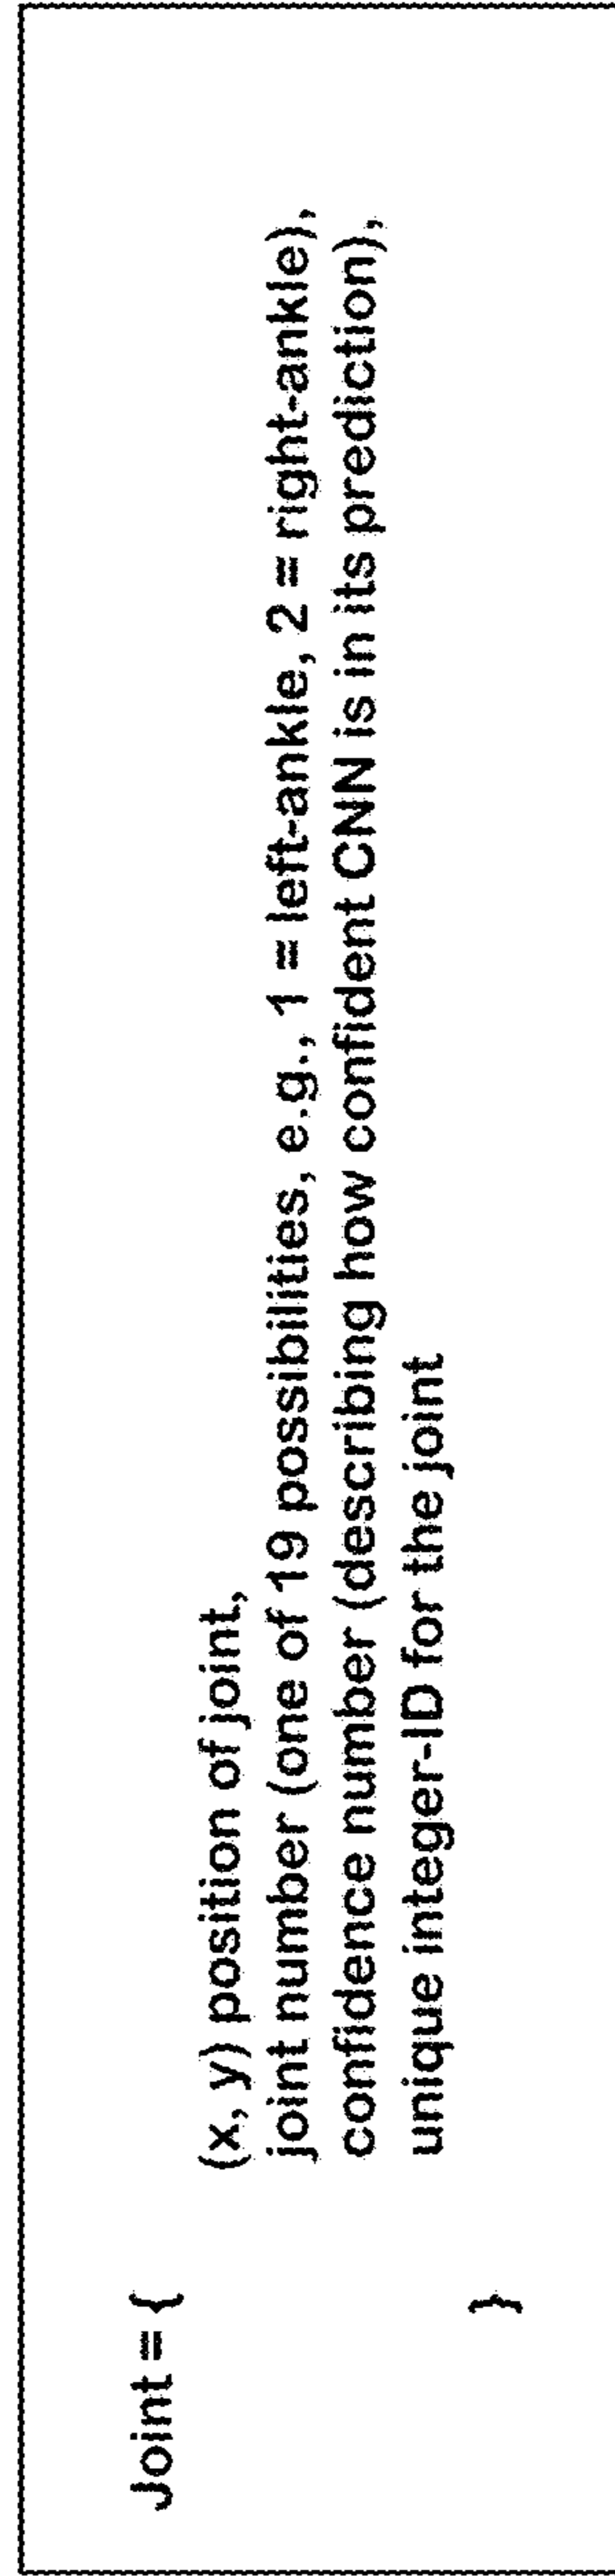 Joint = {
(x, y) position of joint,
joint number (one of 19 possibilities, e.g., 1 = left-ankle, 2 = right-ankle),
confidence number (describing how confident CNN is in its prediction),
unique integer-ID for the joint
}